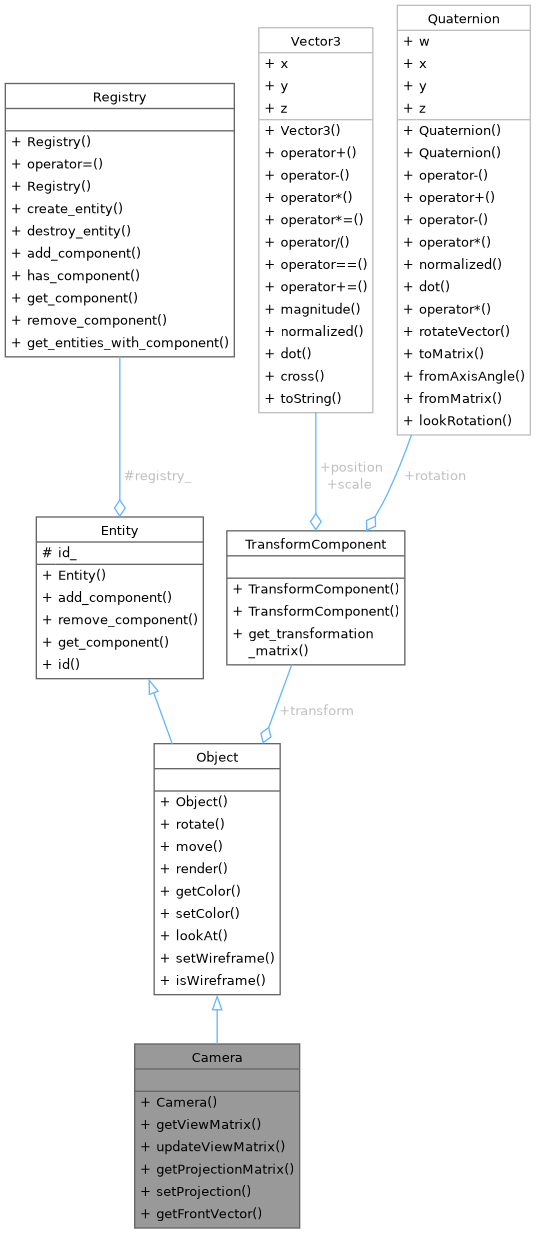 Quaternion
+ w
+ x
+ y
+ z
+ Quaternion()
+ Quaternion()
+ operator-()
+ operator+()
+ operator-()
+ operator*()
+ normalized()
+ dot()
+ operator*()
+ rotateVector()
+ toMatrix()
+ fromAxisAngle()
+ fromMatrix()
+ lookRotation()
Vector3
+ x
+ y
+ z
+ Vector3()
+ operator+()
+ operator-()
+ operator*()
+ operator*=()
+ operator/()
+ operator==()
+ operator+=()
+ magnitude()
+ normalized()
+ dot()
+ cross()
+ toString()
Registry
+ Registry()
+ operator=()
+ Registry()
+ create_entity()
+ destroy_entity()
+ add_component()
+ has_component()
+ get_component()
+ remove_component()
+ get_entities_with_component()
#registry_
+position
+scale
+rotation
Entity
# id_
+ Entity()
+ add_component()
+ remove_component()
+ get_component()
+ id()
TransformComponent
+ TransformComponent()
+ TransformComponent()
+ get_transformation
_matrix()
+transform
Object
+ Object()
+ rotate()
+ move()
+ render()
+ getColor()
+ setColor()
+ lookAt()
+ setWireframe()
+ isWireframe()
Camera
+ Camera()
+ getViewMatrix()
+ updateViewMatrix()
+ getProjectionMatrix()
+ setProjection()
+ getFrontVector()